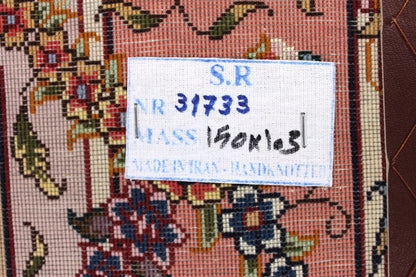 S.R
NR 31733
MASS 150x103
MADE IN IRAN - HANDKNOTTED